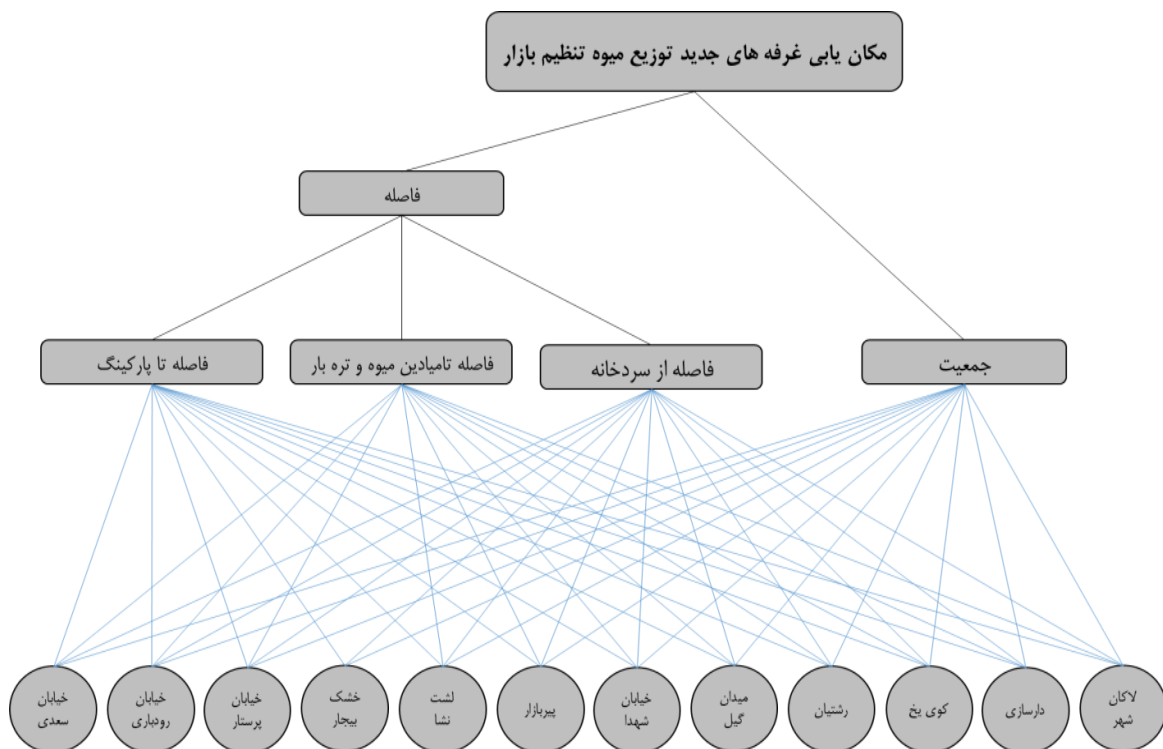 مکان یابی غرفه های جدید توزیع میوه تنظیم بازار
فاصله
جمعیت
فاصله از سردخانه
فاصله تامیادین میوه و تره بار
فاصله تا پارکینگ
لاکان
شهر
دارسازی
کوی یخ
رشتیان
میدان
گیل
خیابان
شهدا
پیربازار
لشت
نشا
خشک
بیجار
خیابان
پرستار
خیابان
رودباری
خیابان
سعدی